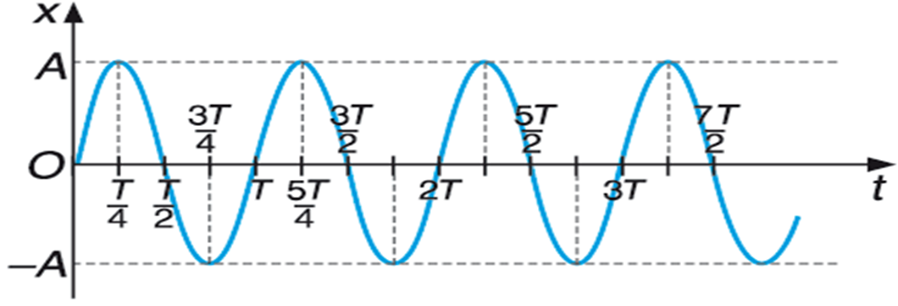 x
A
3T/4 3T/2 5T/2 7T/2
O
T/4 T/2 T 5T/4 2T 3T t
–A